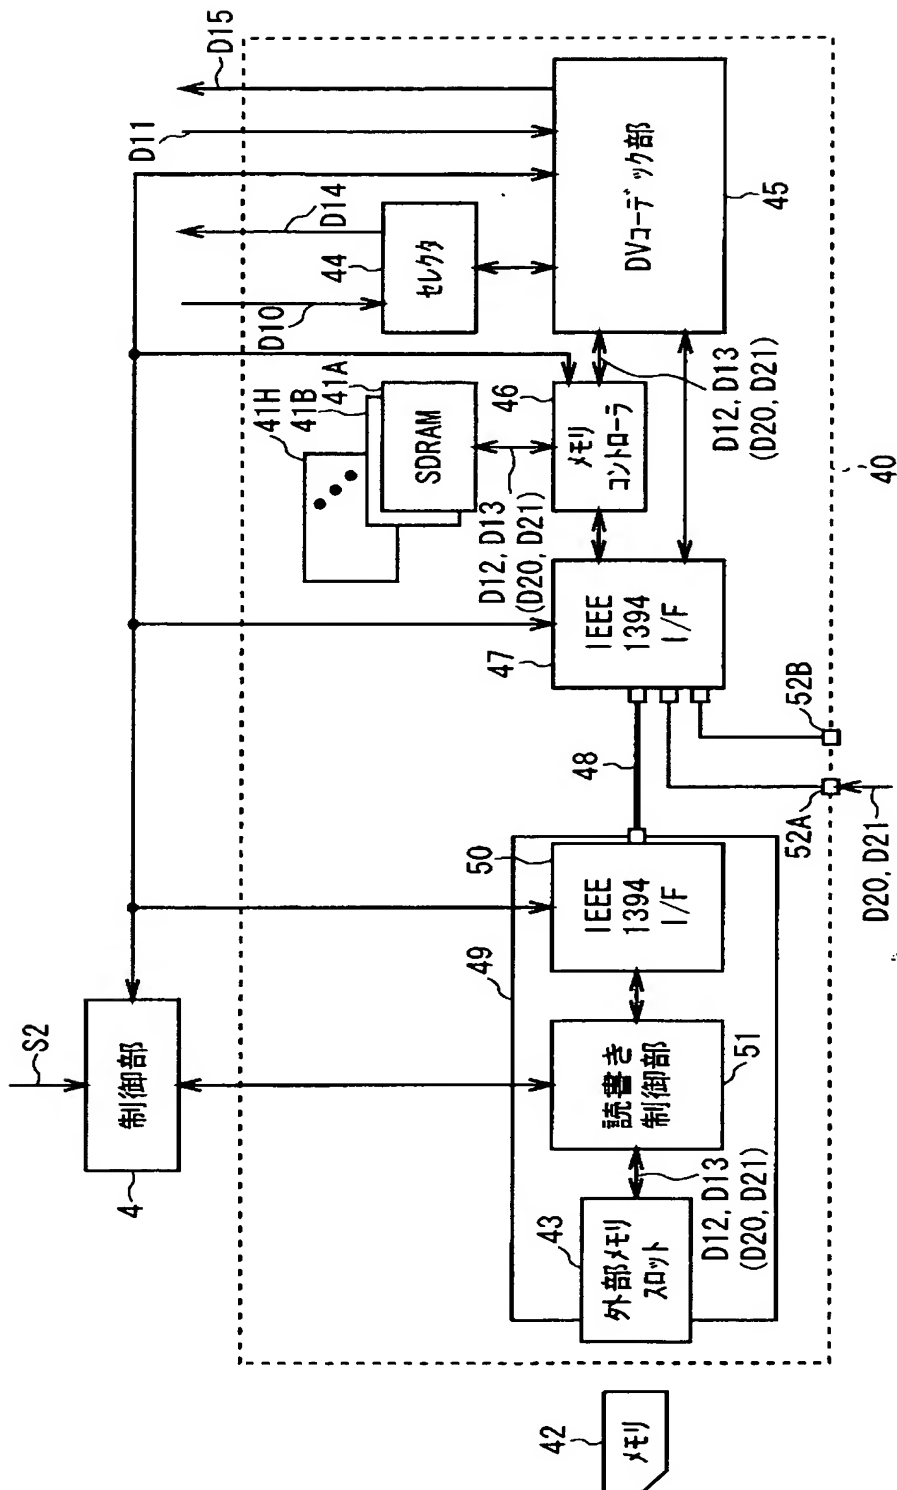 S2
4
制御部
D11
D15
41H
41B
41A
D10
44
D14
SDRAM
セレクタ
49
50
D12, D13
(D20, D21)
47
46
42
メモリ
43
外部メモリ
スロット
読書き
制御部
51
IEEE
1394
I/F
48
IEEE
1394
I/F
メモリ
コントローラ
DVコーデック部
45
D12, D13
(D20, D21)
D12, D13
(D20, D21)
52A
52B
D20, D21
40